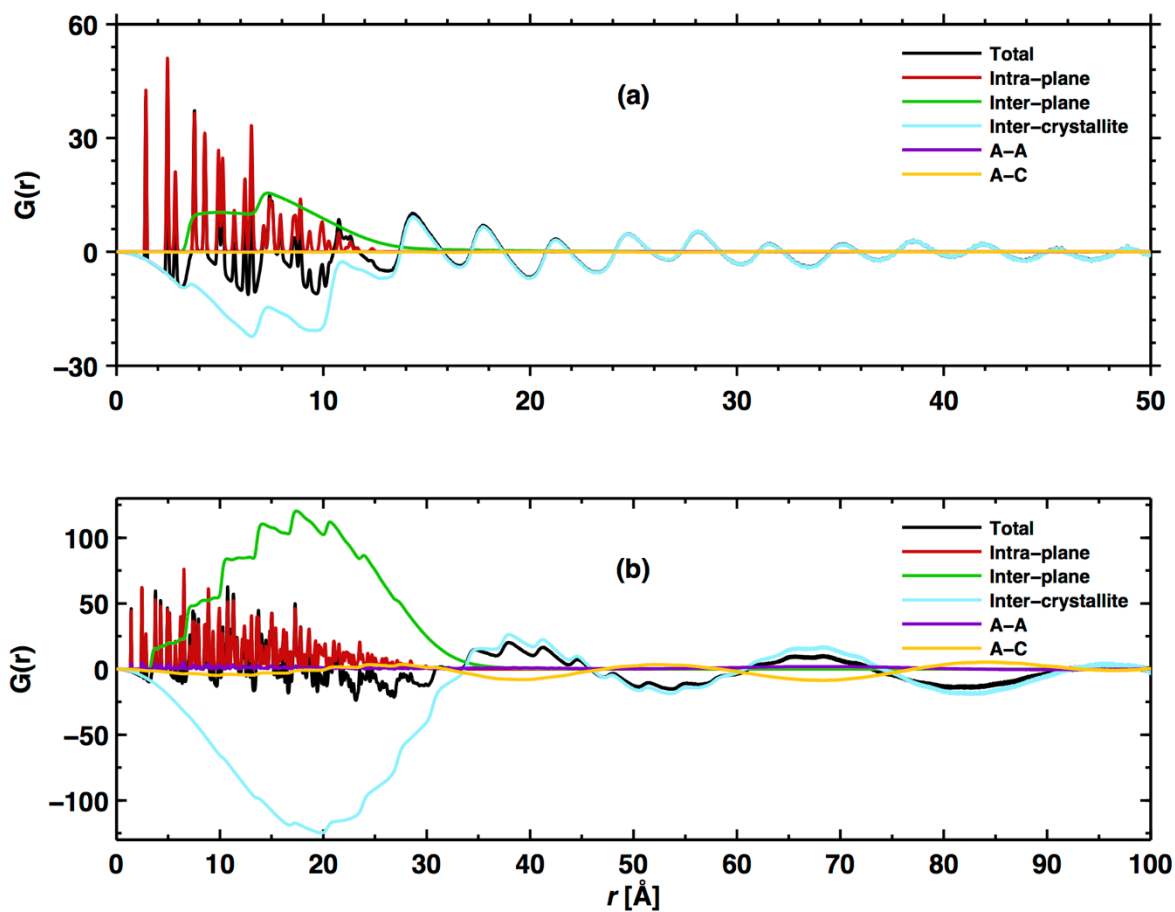 60
30
0
−30
G(r)
(a)
Total
Intra−plane
Inter−plane
Inter−crystallite
A−A
A−C
0 10 20 30 40 50
100
50
0
−50
−100
G(r)
(b)
Total
Intra−plane
Inter−plane
Inter−crystallite
A−A
A−C
0 10 20 30 40 50 60 70 80 90 100
r [Å]